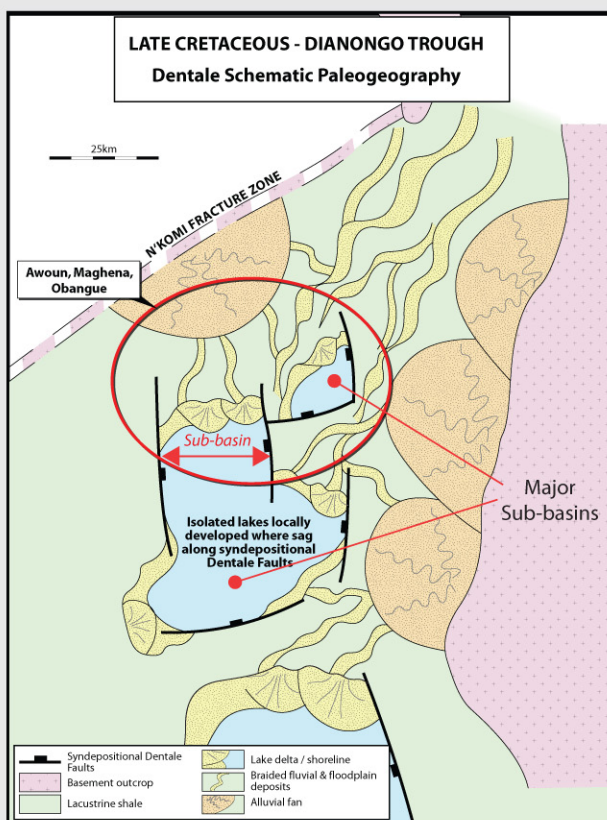 LATE CRETACEOUS - DIANONGO TROUGH
Dentale Schematic Paleogeography
25km
N'KOMI FRACTURE ZONE
Awoun, Maghena,
Obangue
Sub-basin
Isolated lakes locally
developed where sag
along syndepositional
Dentale Faults
Major
Sub-basins
Syndepositional Dentale
Faults
Basement outcrop
Lacustrine shale
Lake delta / shoreline
Braided fluvial & floodplain
deposits
Alluvial fan